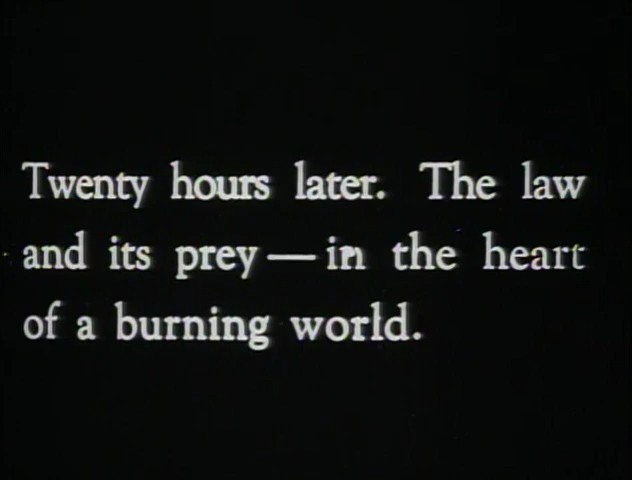 Twenty hours later. The law
and its prey—in the heart
of a burning world.